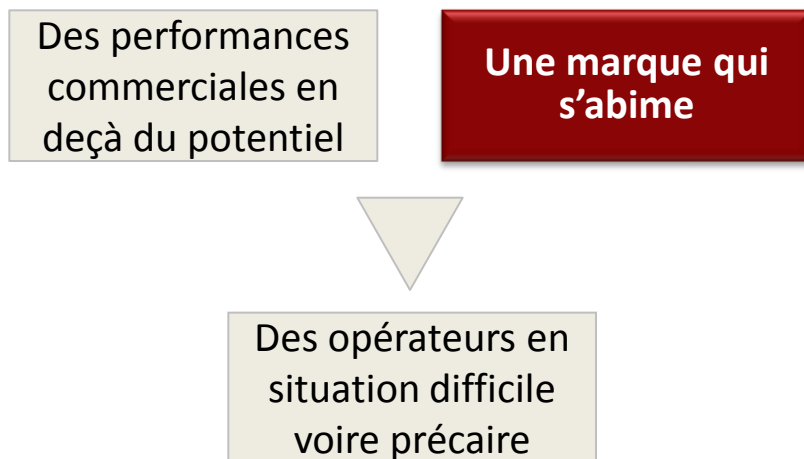 Des performances
commerciales en
deçà du potentiel
Une marque qui
s’abime
Des opérateurs en
situation difficile
voire précaire